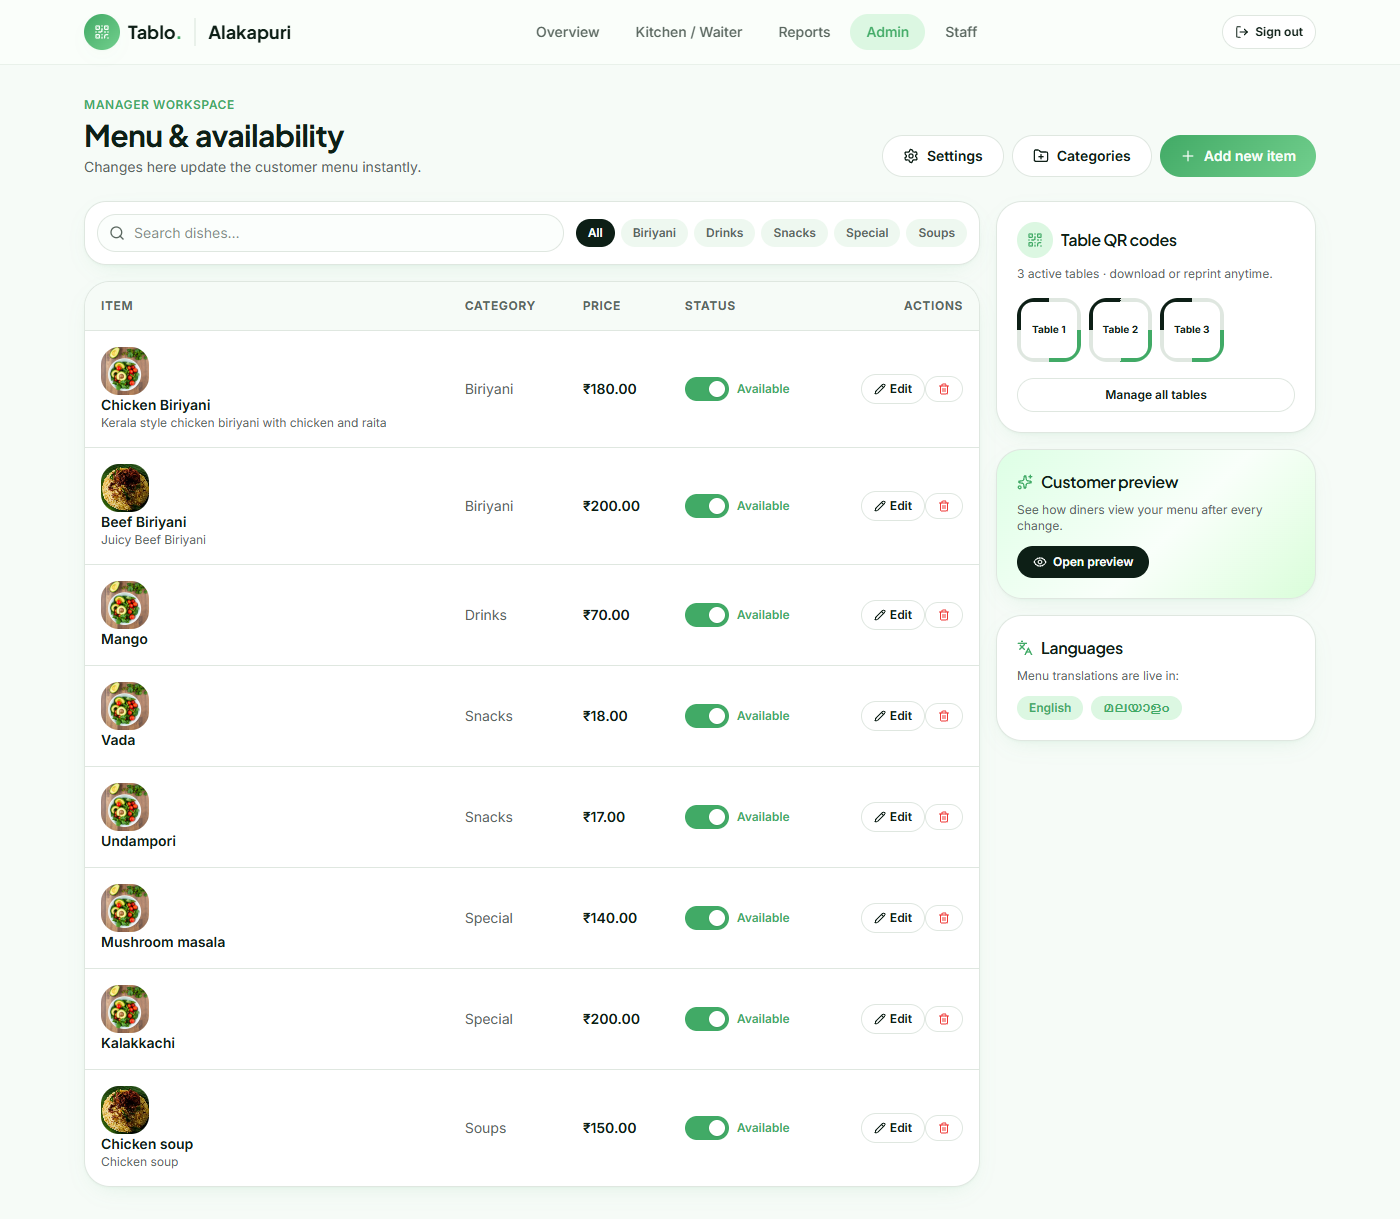 Tablo.
Alakapuri
Overview
Kitchen / Waiter
Reports
Admin
Staff
Sign out
MANAGER WORKSPACE
Menu & availability
Changes here update the customer menu instantly.
Settings
Categories
Add new item
Search dishes...
All
Biriyani
Drinks
Snacks
Special
Soups
ITEM CATEGORY PRICE STATUS ACTIONS
Chicken Biriyani
Kerala style chicken biriyani with chicken and raita
Biriyani ₹180.00 Available Edit
Beef Biriyani
Juicy Beef Biriyani
Biriyani ₹200.00 Available Edit
Mango
Drinks ₹70.00 Available Edit
Vada
Snacks ₹18.00 Available Edit
Undampori
Snacks ₹17.00 Available Edit
Mushroom masala
Special ₹140.00 Available Edit
Kalakkachi
Special ₹200.00 Available Edit
Chicken soup
Chicken soup
Soups ₹150.00 Available Edit
Table QR codes
3 active tables · download or reprint anytime.
Table 1
Table 2
Table 3
Manage all tables
Customer preview
See how diners view your menu after every
change.
Open preview
Languages
Menu translations are live in:
English
മലയാളം